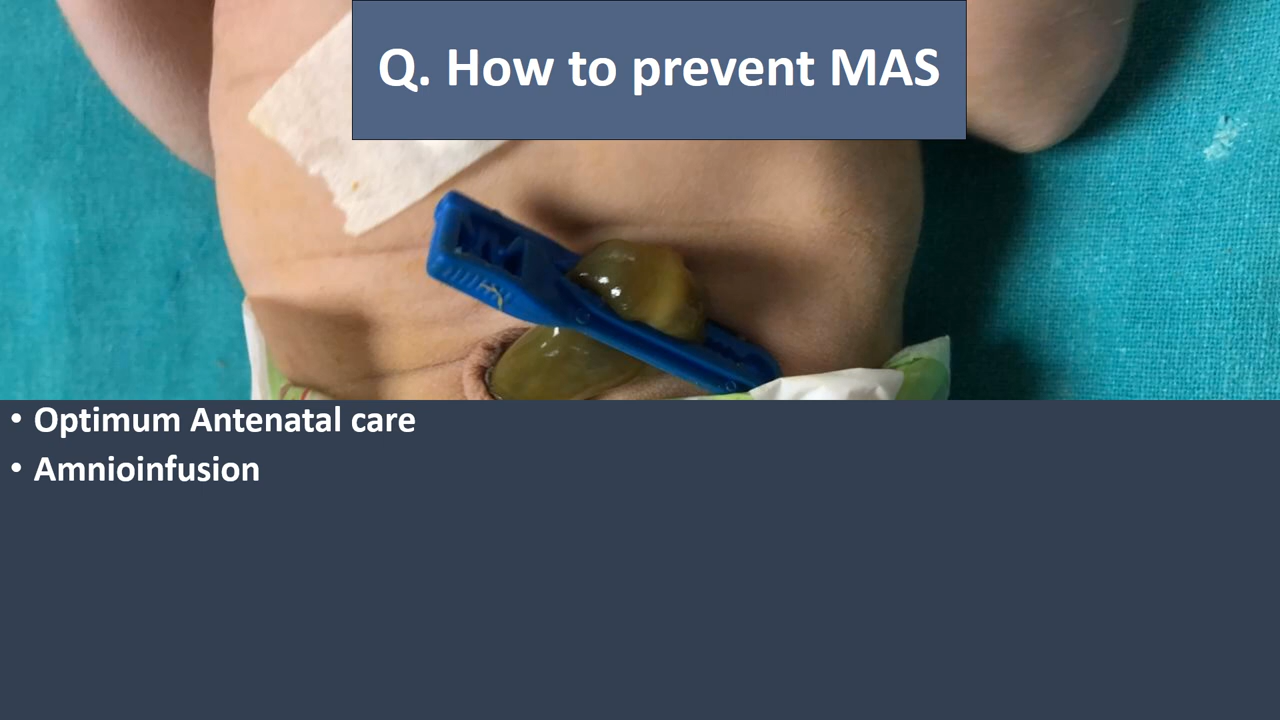 Q. How to prevent MAS
• Optimum Antenatal care
• Amnioinfusion